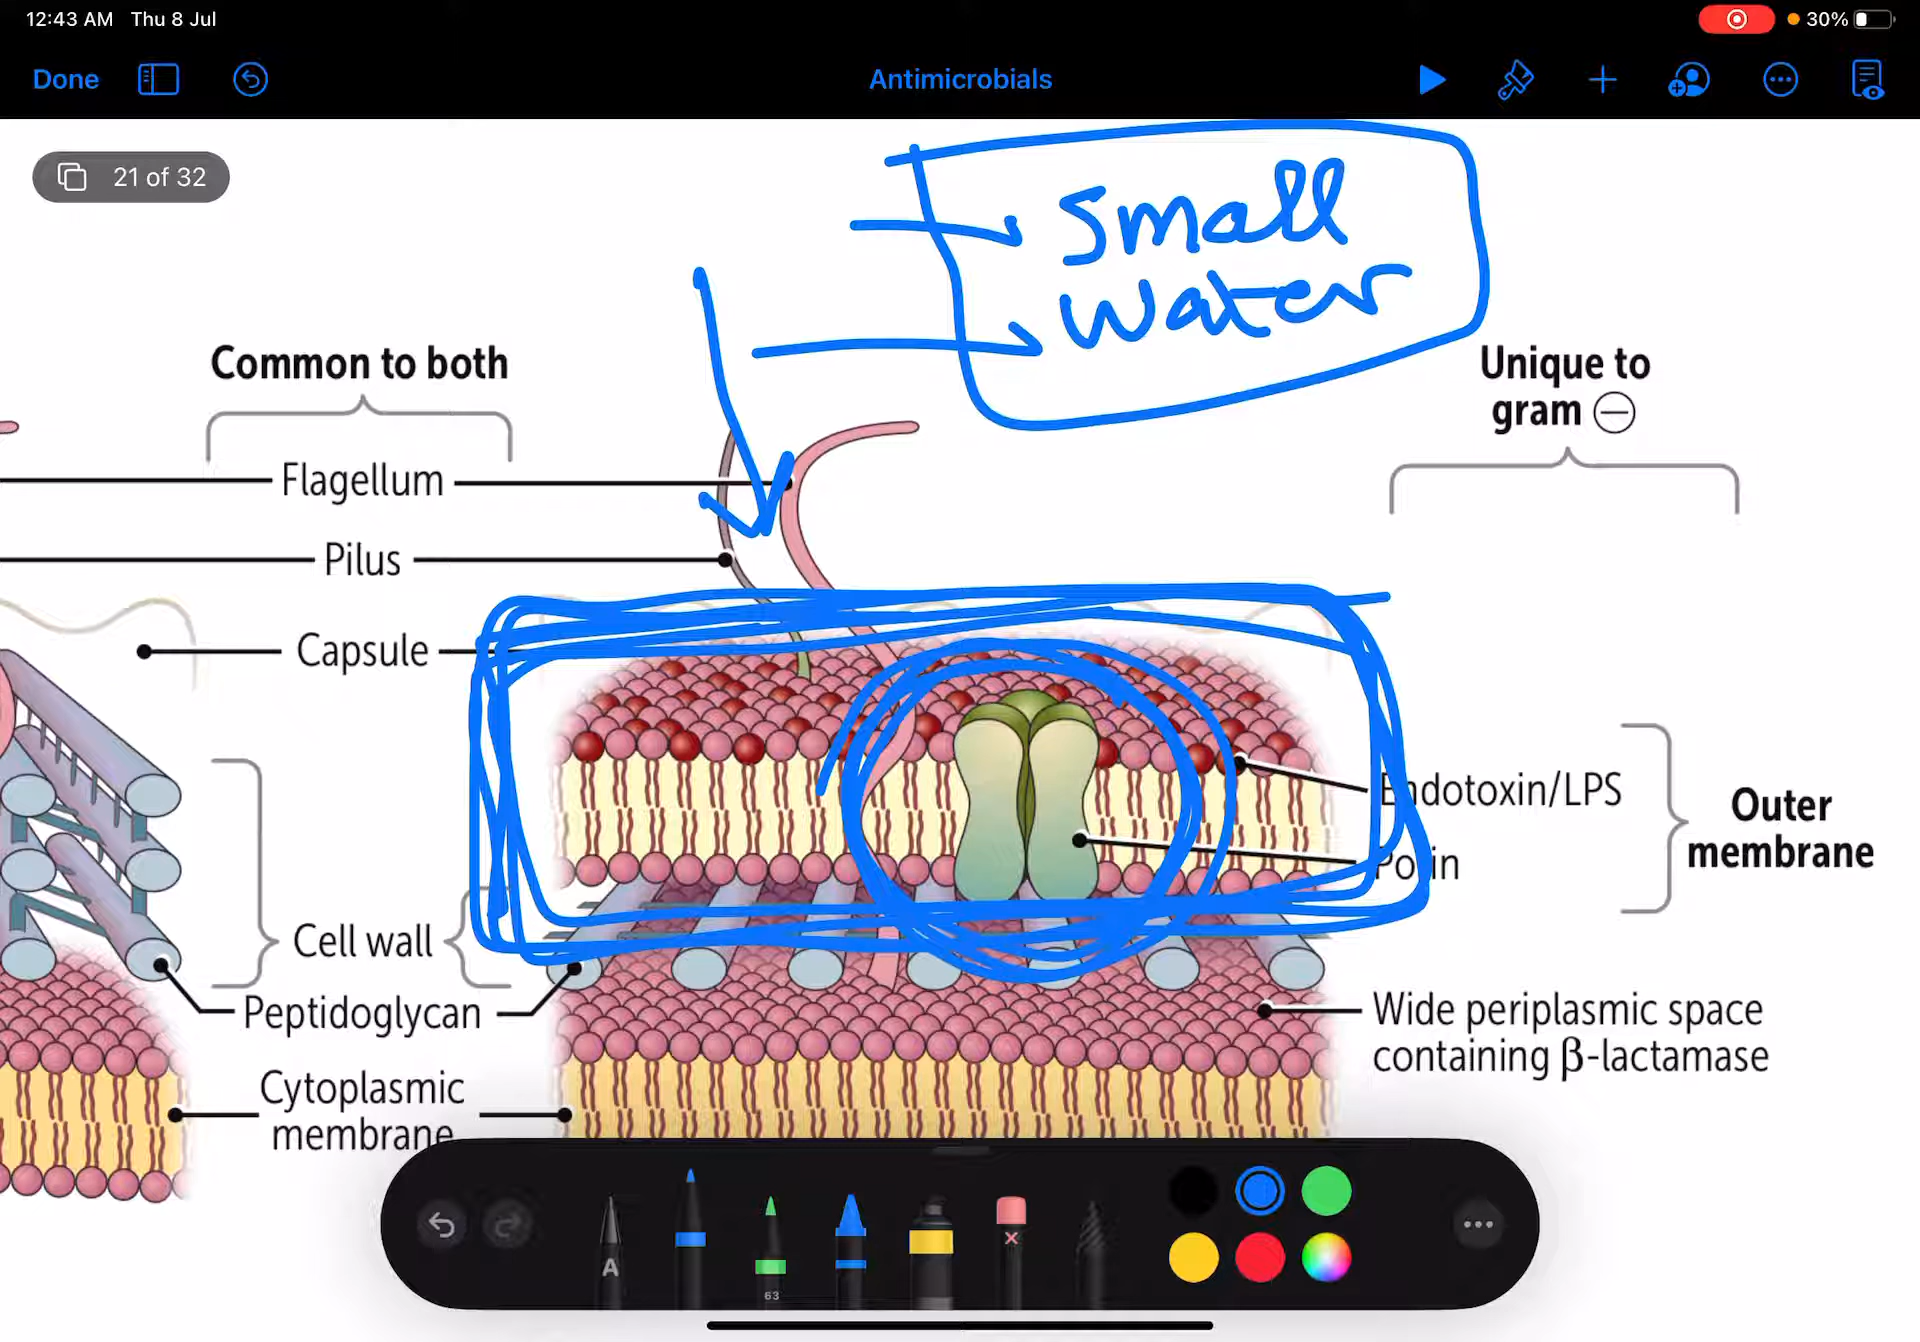 12:43 AM Thu 8 Jul
30%
Done
Antimicrobials
21 of 32
Small
Water
Common to both
Unique to
gram ⊖
Flagellum
Pilus
Capsule
Endotoxin/LPS
Porin
Outer
membrane
Cell wall
Peptidoglycan
Wide periplasmic space
containing β-lactamase
Cytoplasmic
membrane
A
63